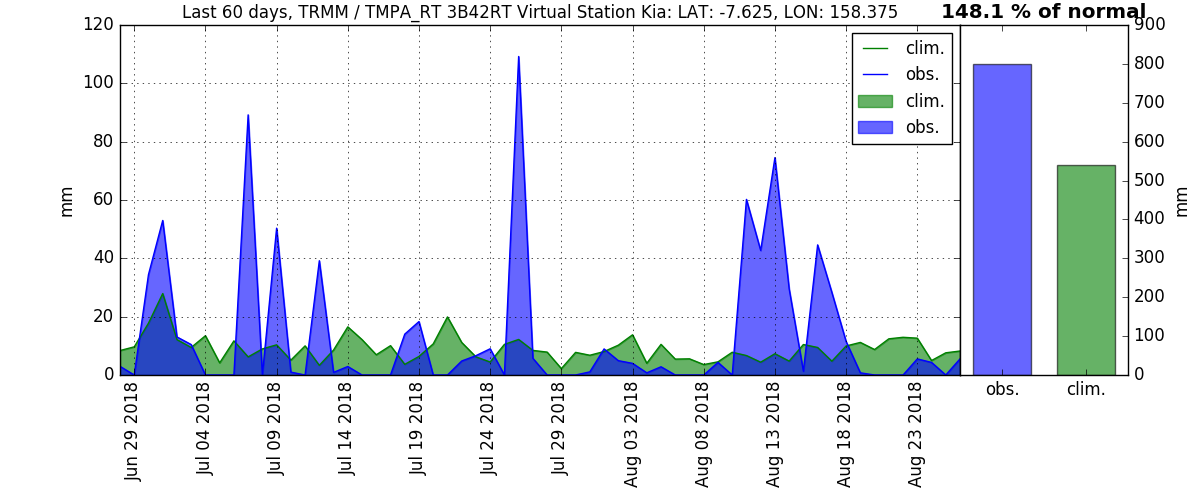 Last 60 days, TRMM / TMPA_RT 3B42RT Virtual Station Kia: LAT: -7.625, LON: 158.375
148.1 % of normal
120
100
80
60
40
20
0
mm
clim.
obs.
clim.
obs.
Jun 29 2018
Jul 04 2018
Jul 09 2018
Jul 14 2018
Jul 19 2018
Jul 24 2018
Jul 29 2018
Aug 03 2018
Aug 08 2018
Aug 13 2018
Aug 18 2018
Aug 23 2018
900
800
700
600
500
400
300
200
100
0
mm
obs.
clim.